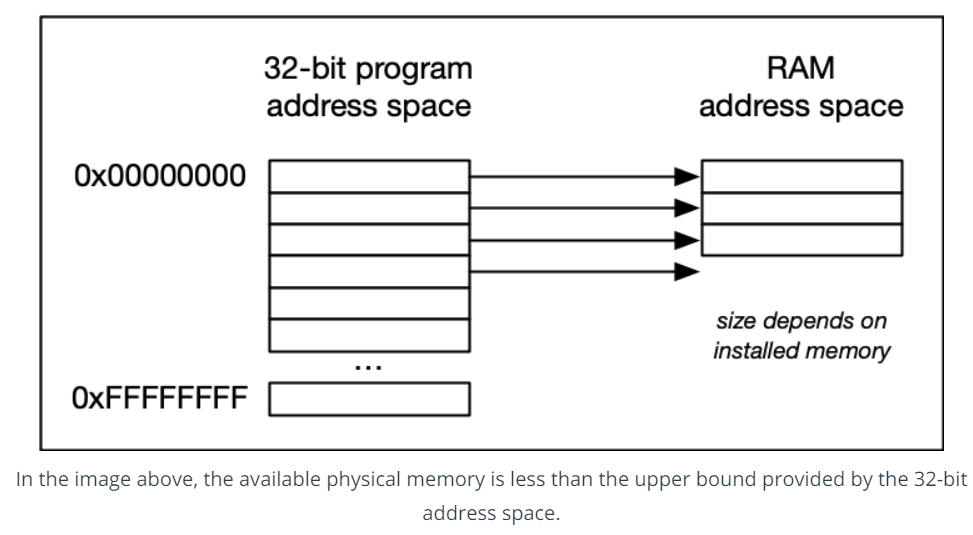 32-bit program
address space
RAM
address space
0x00000000
size depends on
installed memory
...
0xFFFFFFFF
In the image above, the available physical memory is less than the upper bound provided by the 32-bit
address space.